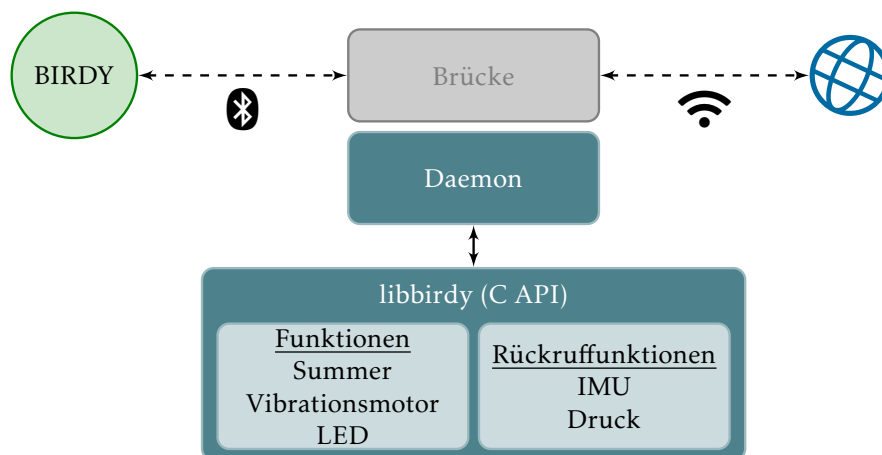 BIRDY
Brücke
Daemon
libbirdy (C API)
Funktionen
Summer
Vibrationsmotor
LED
Rückruffunktionen
IMU
Druck